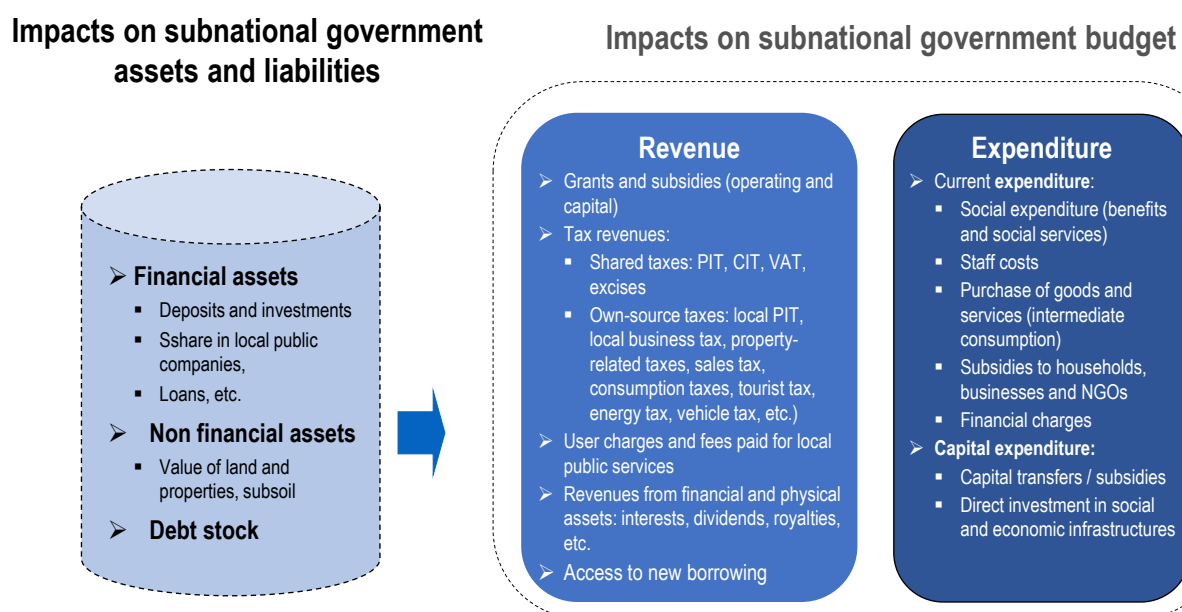 Impacts on subnational government
assets and liabilities
➢ Financial assets
▪ Deposits and investments
▪ Sshare in local public
companies,
▪ Loans, etc.
➢ Non financial assets
▪ Value of land and
properties, subsoil
➢ Debt stock
Impacts on subnational government budget
Revenue
➢ Grants and subsidies (operating and
capital)
➢ Tax revenues:
▪ Shared taxes: PIT, CIT, VAT,
excises
▪ Own-source taxes: local PIT,
local business tax, property-
related taxes, sales tax,
consumption taxes, tourist tax,
energy tax, vehicle tax, etc.)
➢ User charges and fees paid for local
public services
➢ Revenues from financial and physical
assets: interests, dividends, royalties,
etc.
➢ Access to new borrowing
Expenditure
➢ Current expenditure:
▪ Social expenditure (benefits
and social services)
▪ Staff costs
▪ Purchase of goods and
services (intermediate
consumption)
▪ Subsidies to households,
businesses and NGOs
▪ Financial charges
➢ Capital expenditure:
▪ Capital transfers / subsidies
▪ Direct investment in social
and economic infrastructures